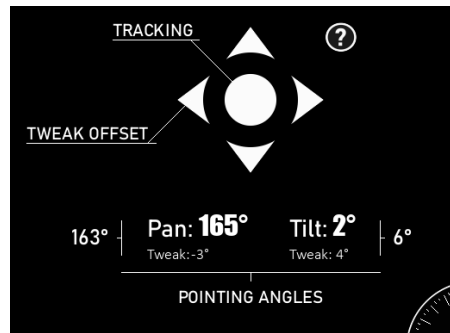 TRACKING
?
TWEAK OFFSET
163° Pan: 165° Tilt: 2° 6°
Tweak:-3° Tweak: 4°
POINTING ANGLES